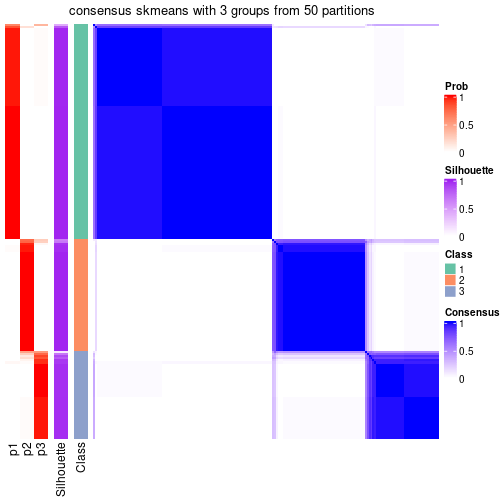 consensus skmeans with 3 groups from 50 partitions
Prob
1
0.5
0
Silhouette
1
0.5
0
Class
1
2
3
Consensus
1
0.5
0
p1
p2
p3
Silhouette
Class